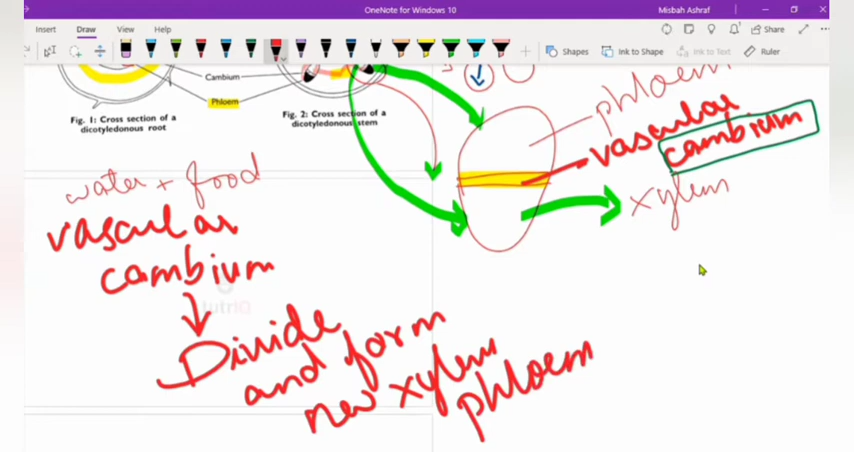 OneNote for Windows 10
Misbah Ashraf
Insert Draw View Help
Share
Shapes Ink to Shape Ink to Text Ruler
Cambium
Phloem
Fig. 1: Cross section of a
dicotyledonous root
Fig. 2: Cross section of a
dicotyledonous stem
phloem
vascular
cambium
xylem
water + food
vascular
cambium
tutrIQ
Divide
and form
new xylem
phloem